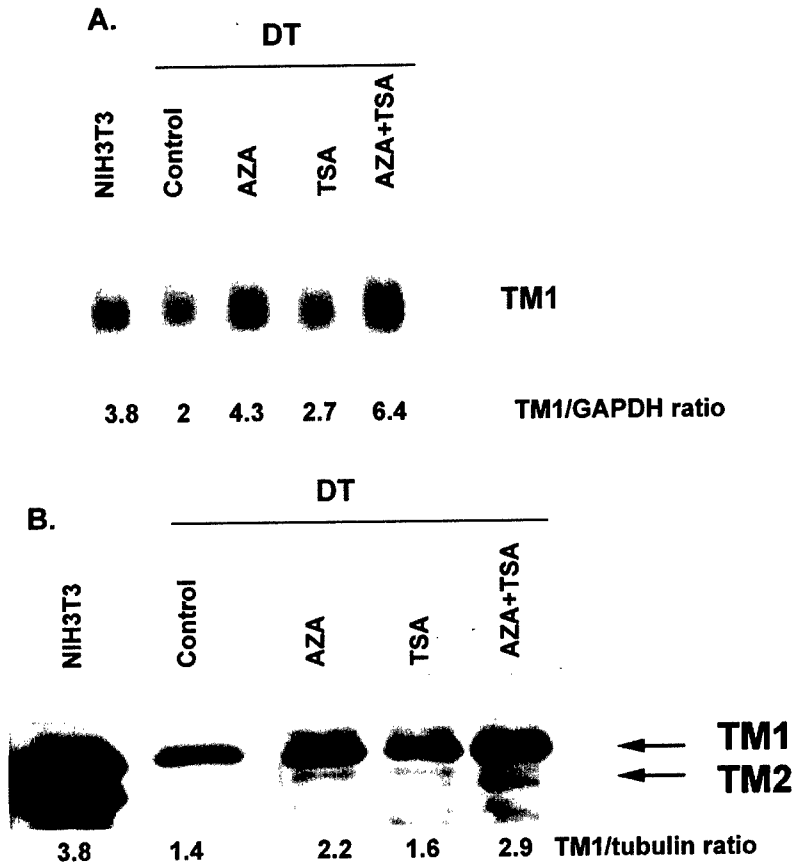 A.
DT
NIH3T3 Control AZA TSA AZA+TSA
TM1
3.8 2 4.3 2.7 6.4 TM1/GAPDH ratio
B.
DT
NIH3T3 Control AZA TSA AZA+TSA
TM1
TM2
3.8 1.4 2.2 1.6 2.9 TM1/tubulin ratio